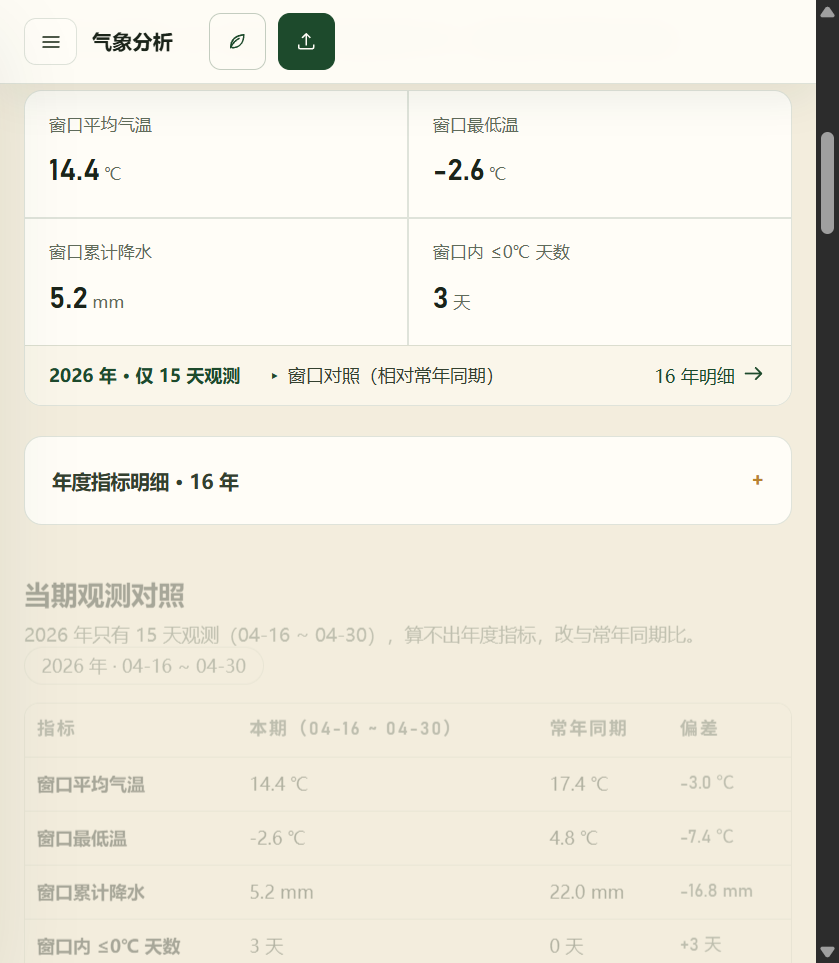 气象分析
窗口平均气温
14.4 ℃
窗口最低温
-2.6 ℃
窗口累计降水
5.2 mm
窗口内 ≤0℃ 天数
3 天
2026 年 • 仅 15 天观测 ▸ 窗口对照（相对常年同期） 16 年明细 →
年度指标明细 • 16 年 +
当期观测对照
2026 年只有 15 天观测（04-16 ~ 04-30），算不出年度指标，改与常年同期比。
2026 年 · 04-16 ~ 04-30
指标 本期（04-16 ~ 04-30） 常年同期 偏差
窗口平均气温 14.4 ℃ 17.4 ℃ -3.0 ℃
窗口最低温 -2.6 ℃ 4.8 ℃ -7.4 ℃
窗口累计降水 5.2 mm 22.0 mm -16.8 mm
窗口内 ≤0℃ 天数 3 天 0 天 +3 天